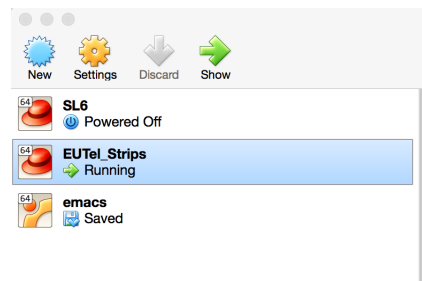 New Settings Discard Show
64 SL6
Powered Off
64 EUTel_Strips
Running
64 emacs
Saved